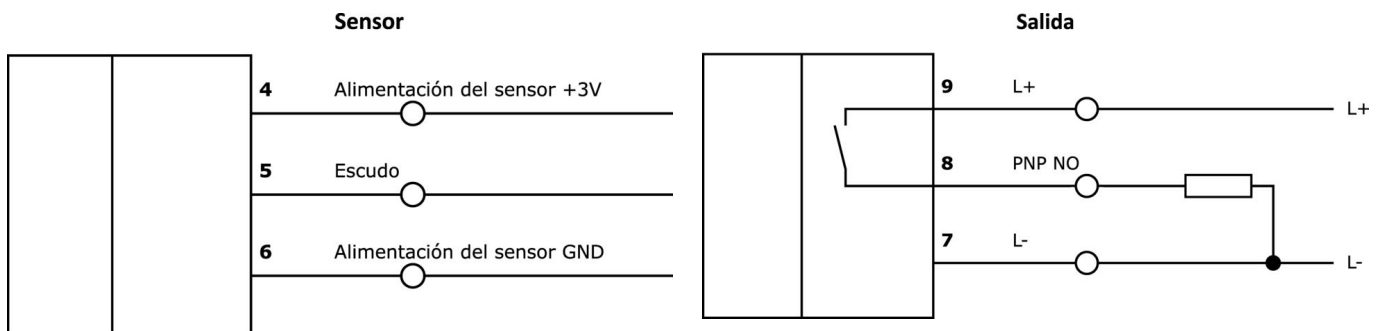 Sensor
4 Alimentación del sensor +3V
5 Escudo
6 Alimentación del sensor GND
Salida
9 L+
L+
8 PNP NO
7 L-
L-